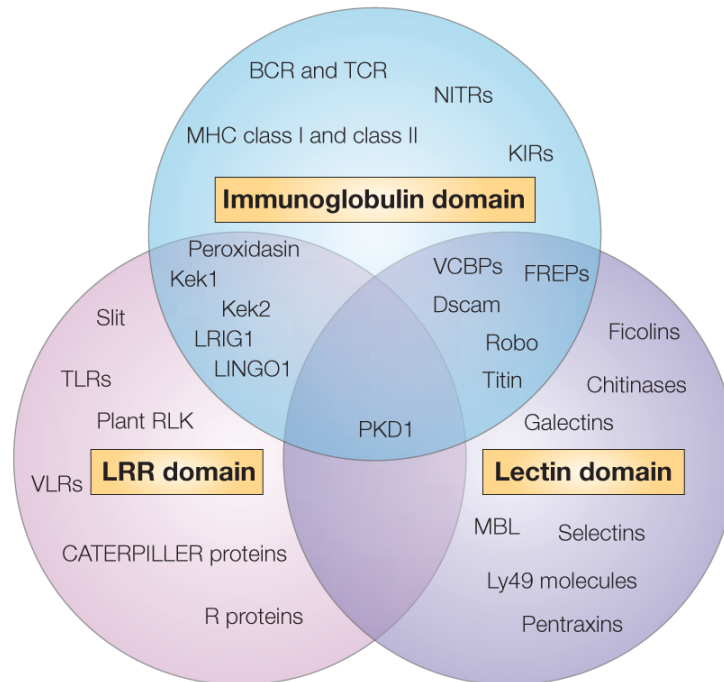 BCR and TCR
NITRs
MHC class I and class II
KIRs
Immunoglobulin domain
Peroxidasin
VCBPs
FREPs
Kek1
Kek2
Dscam
Slit
LRIG1
Robo
Ficolins
LINGO1
Titin
TLRs
Chitinases
Plant RLK
PKD1
Galectins
LRR domain
Lectin domain
VLRs
MBL
Selectins
CATERPILLER proteins
Ly49 molecules
R proteins
Pentraxins